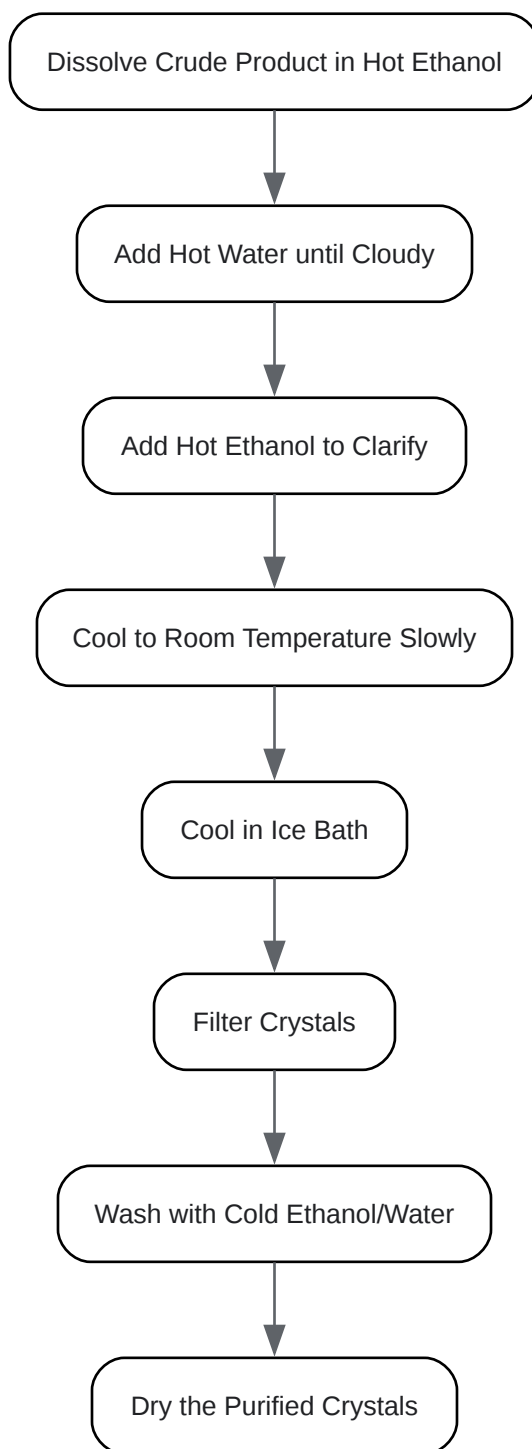 Dissolve Crude Product in Hot Ethanol
Add Hot Water until Cloudy
Add Hot Ethanol to Clarify
Cool to Room Temperature Slowly
Cool in Ice Bath
Filter Crystals
Wash with Cold Ethanol/Water
Dry the Purified Crystals